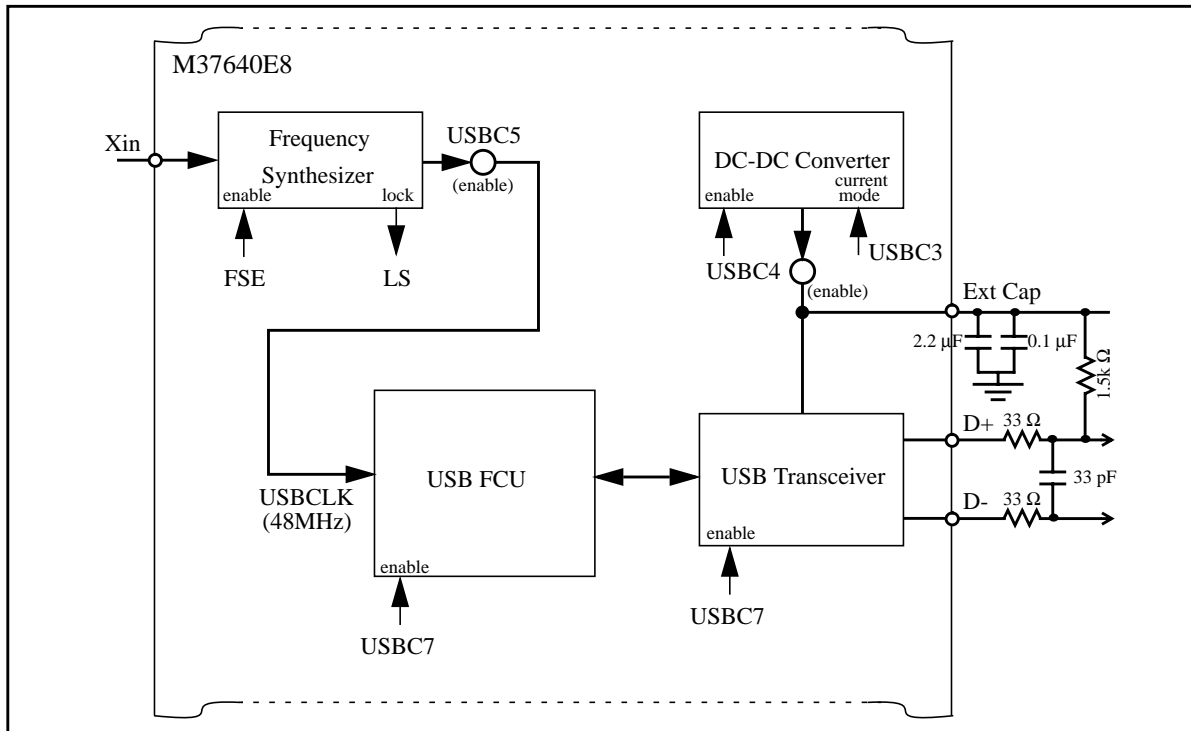 M37640E8
Xin
Frequency
Synthesizer
enable
lock
USBC5
(enable)
FSE
LS
DC-DC Converter
enable
current
mode
USBC4
USBC3
(enable)
Ext Cap
2.2 µF
0.1 µF
1.5k Ω
USBCLK
(48MHz)
USB FCU
enable
USBC7
USB Transceiver
enable
USBC7
D+
33 Ω
33 pF
D-
33 Ω